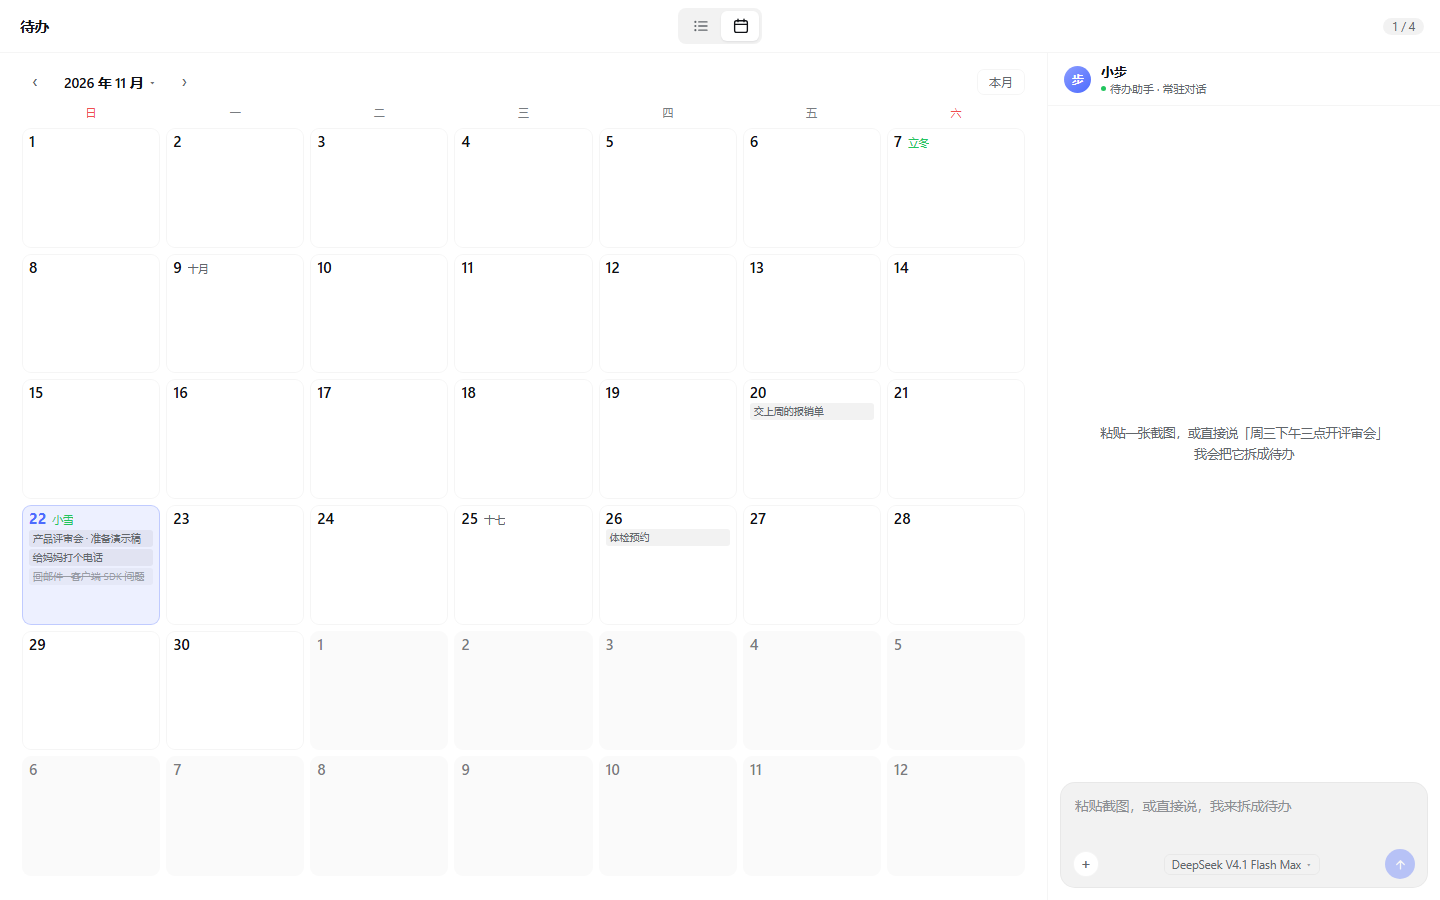 待办
1 / 4
2026 年 11 月
本月
日 一 二 三 四 五 六
1 2 3 4 5 6 7 立冬
8 9 十月 10 11 12 13 14
15 16 17 18 19 20 21
交上周的报销单
22 小雪 23 24 25 十七 26 27 28
产品评审会 · 准备演示稿
体检预约
给妈妈打个电话
回邮件 · 客户端 SDK 问题
29 30 1 2 3 4 5
6 7 8 9 10 11 12
步
小步
待办助手 · 常驻对话
粘贴一张截图，或直接说「周三下午三点开评审会」
我会把它拆成待办
粘贴截图，或直接说，我来拆成待办
+
DeepSeek V4.1 Flash Max